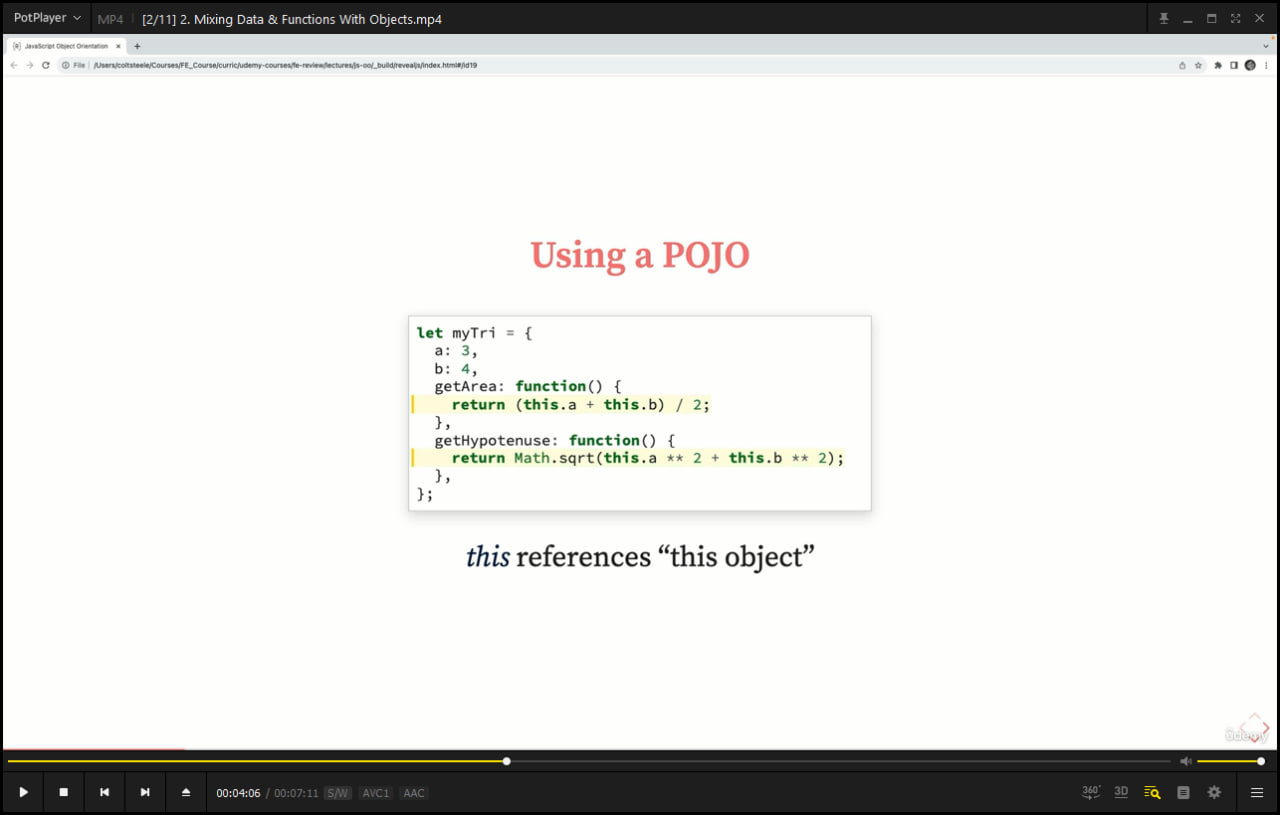 PotPlayer
MP4
[2/11] 2. Mixing Data & Functions With Objects.mp4
JavaScript Object Orientation
File
/Users/coltsteele/Courses/FE_Course/curric/udemy-courses/fe-review/lectures/js-oo/_build/revealjs/index.html#/id19
Using a POJO
let myTri = {
a: 3,
b: 4,
getArea: function() {
return (this.a + this.b) / 2;
},
getHypotenuse: function() {
return Math.sqrt(this.a ** 2 + this.b ** 2);
},
};
this references “this object”
ûdemy
00:04:06 / 00:07:11 S/W AVC1 AAC
360°
3D